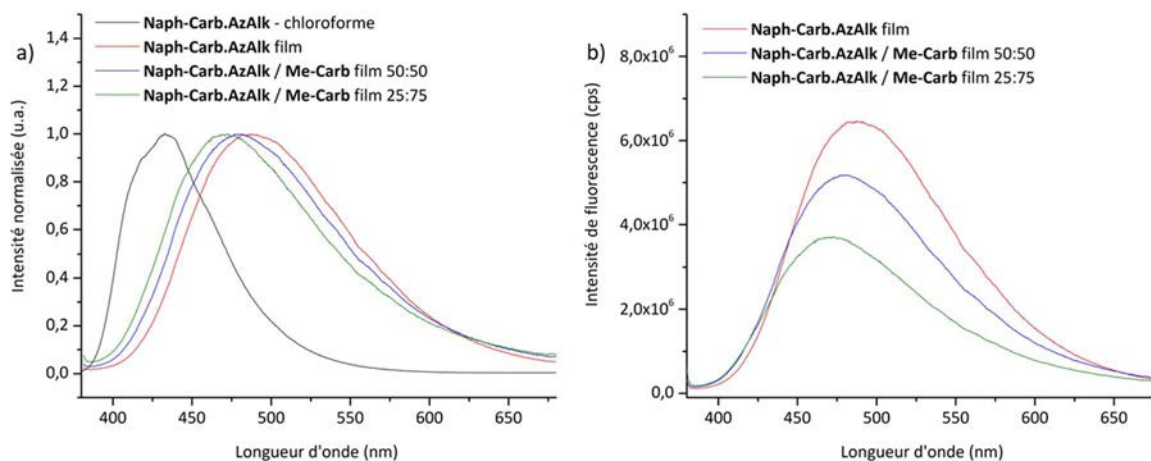 a)
Naph-Carb.AzAlk - chloroforme
Naph-Carb.AzAlk film
Naph-Carb.AzAlk / Me-Carb film 50:50
Naph-Carb.AzAlk / Me-Carb film 25:75
Intensité normalisée (u.a.)
1,4
1,2
1,0
0,8
0,6
0,4
0,2
0,0
400 450 500 550 600 650
Longueur d'onde (nm)
b)
Naph-Carb.AzAlk film
Naph-Carb.AzAlk / Me-Carb film 50:50
Naph-Carb.AzAlk / Me-Carb film 25:75
Intensité de fluorescence (cps)
8,0x10⁶
6,0x10⁶
4,0x10⁶
2,0x10⁶
0,0
400 450 500 550 600 650
Longueur d'onde (nm)